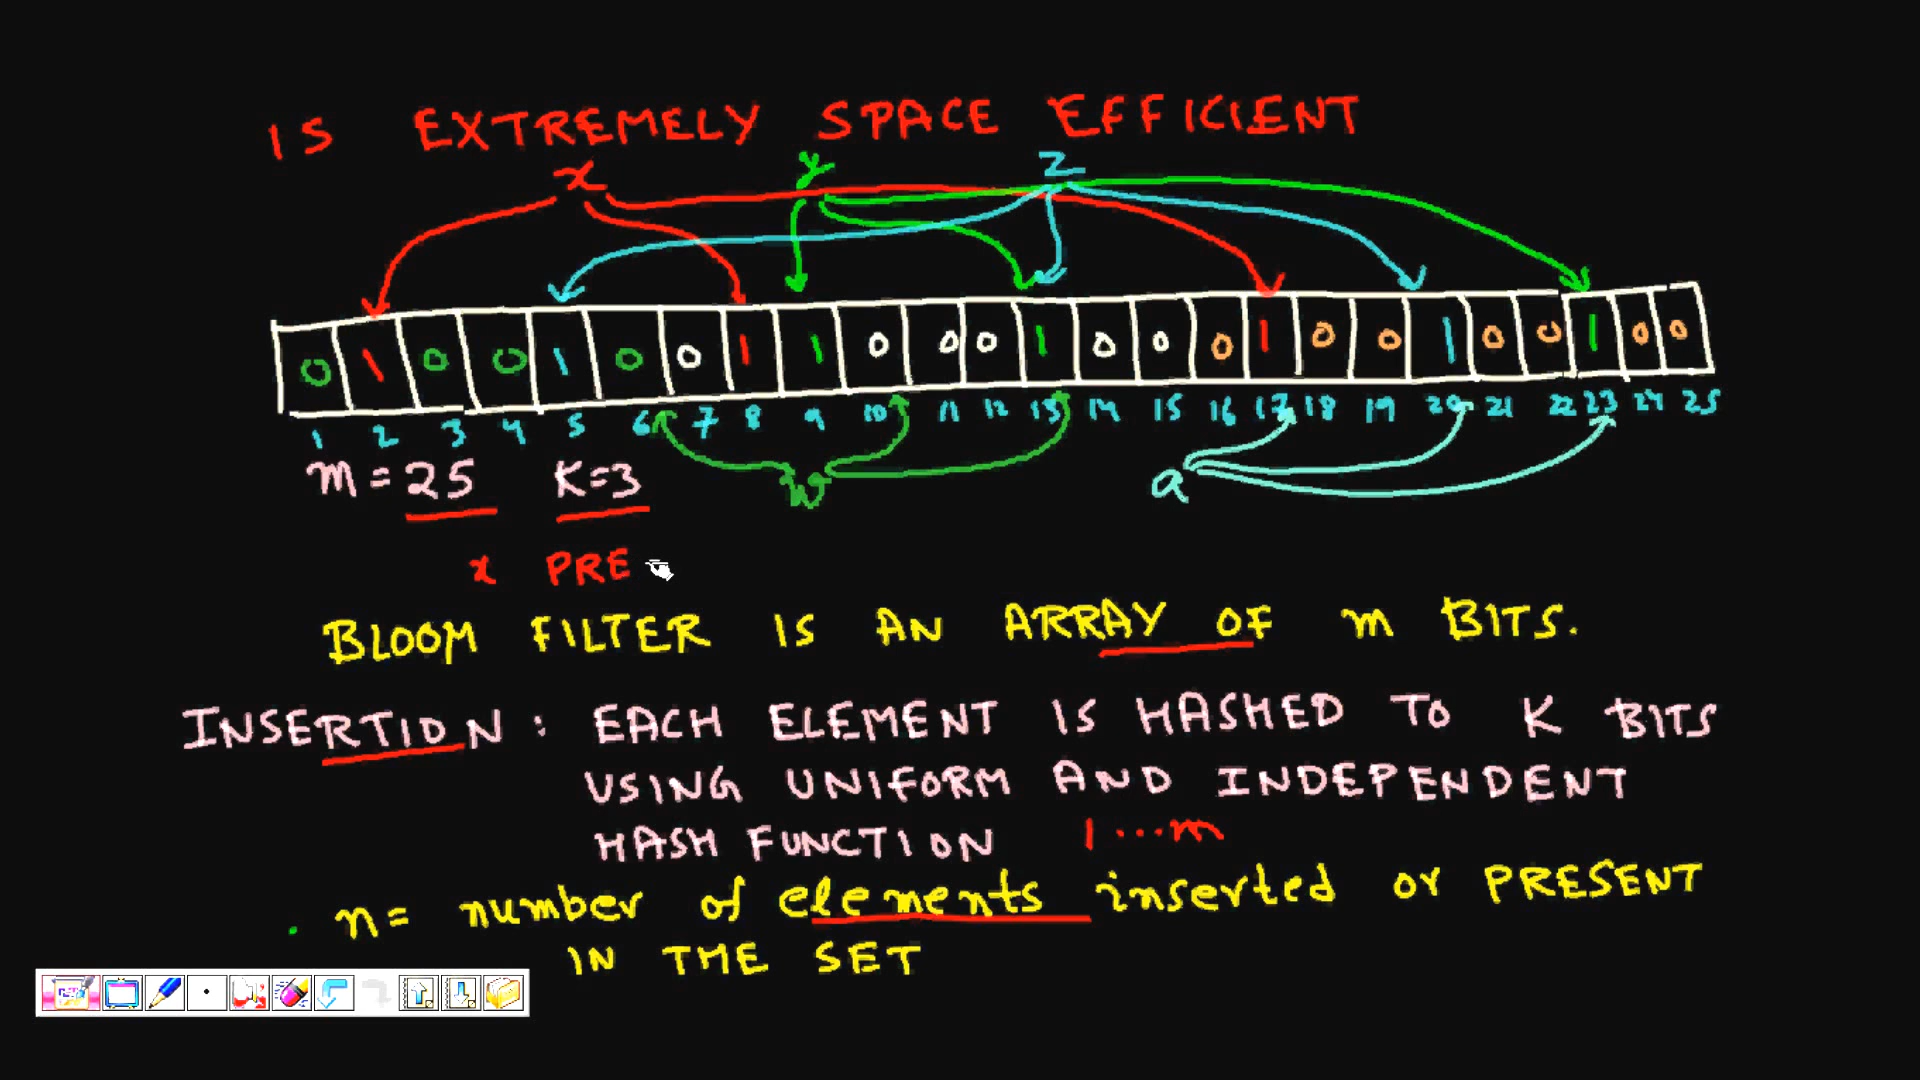 IS EXTREMELY SPACE EFFICIENT
x y z
0 1 0 0 1 0 0 1 1 0 0 0 1 0 0 0 1 0 0 1 0 0 1 0 0
1 2 3 4 5 6 7 8 9 10 11 12 13 14 15 16 17 18 19 20 21 22 23 24 25
m = 25 K=3 w a
x PRE
BLOOM FILTER IS AN ARRAY OF m BITS.
INSERTION : EACH ELEMENT IS HASHED TO K BITS
USING UNIFORM AND INDEPENDENT
HASH FUNCTION 1 ... m
. n = number of elements inserted or PRESENT
IN THE SET